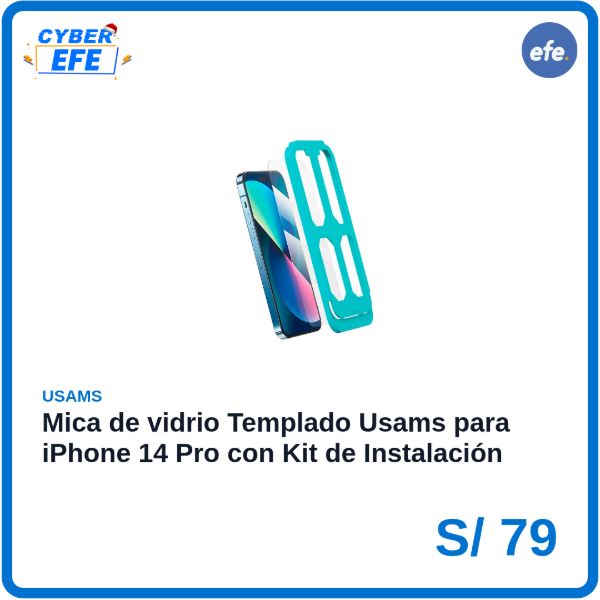 CYBER
EFE
efe.
USAMS
Mica de vidrio Templado Usams para
iPhone 14 Pro con Kit de Instalación
S/ 79